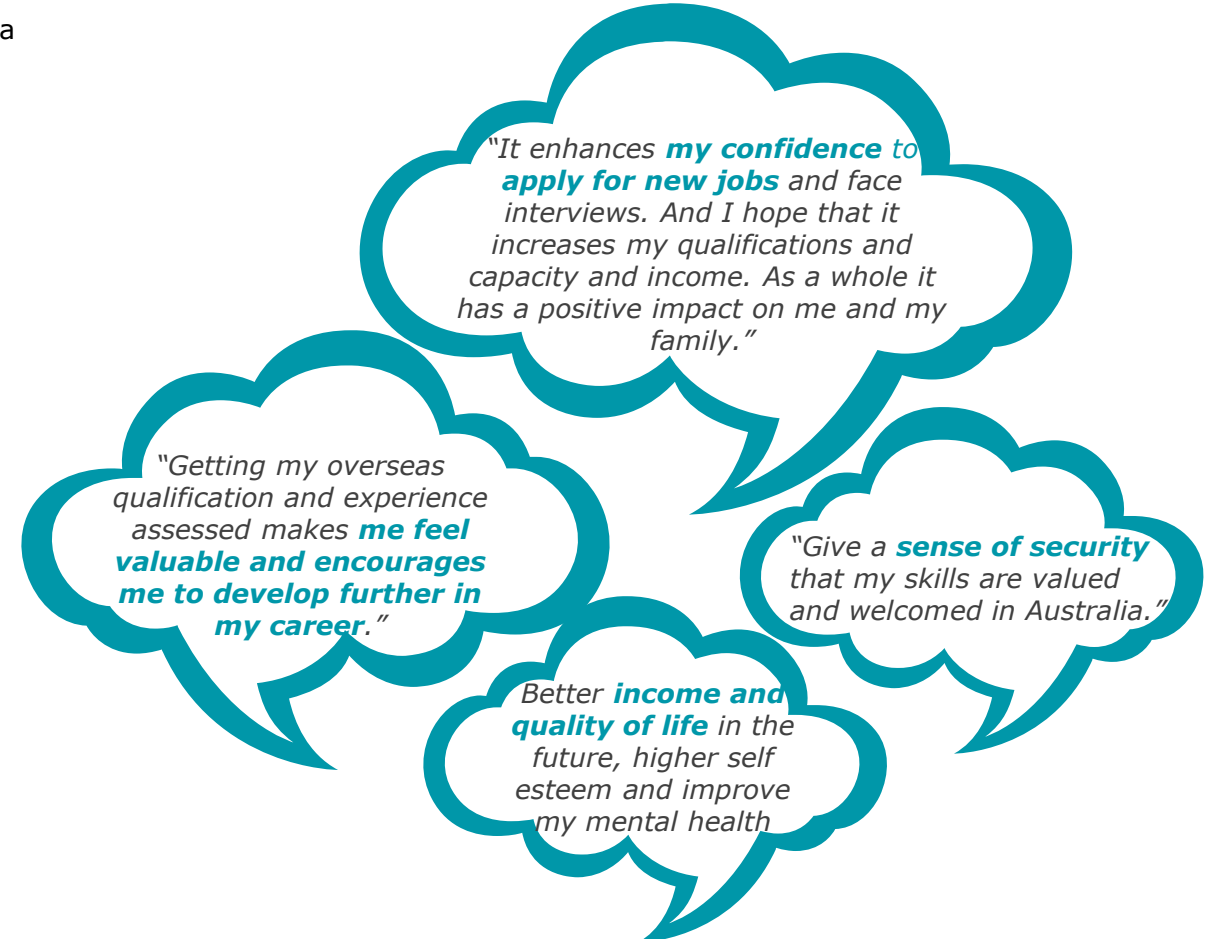 a
“It enhances my confidence to
apply for new jobs and face
interviews. And I hope that it
increases my qualifications and
capacity and income. As a whole it
has a positive impact on me and my
family.”
“Getting my overseas
qualification and experience
assessed makes me feel
valuable and encourages
me to develop further in
my career.”
“Give a sense of security
that my skills are valued
and welcomed in Australia.”
Better income and
quality of life in the
future, higher self
esteem and improve
my mental health